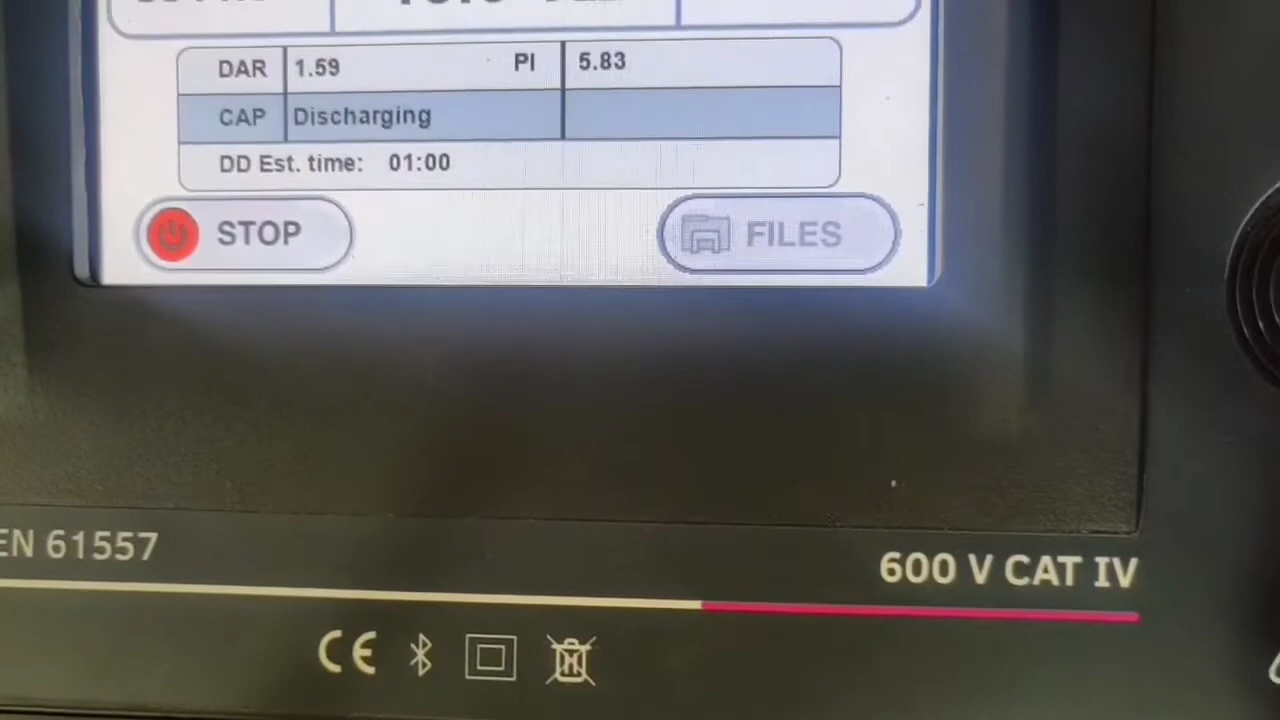 DAR 1.59 PI 5.83
CAP Discharging
DD Est. time: 01:00
STOP FILES
EN 61557
600 V CAT IV
CE